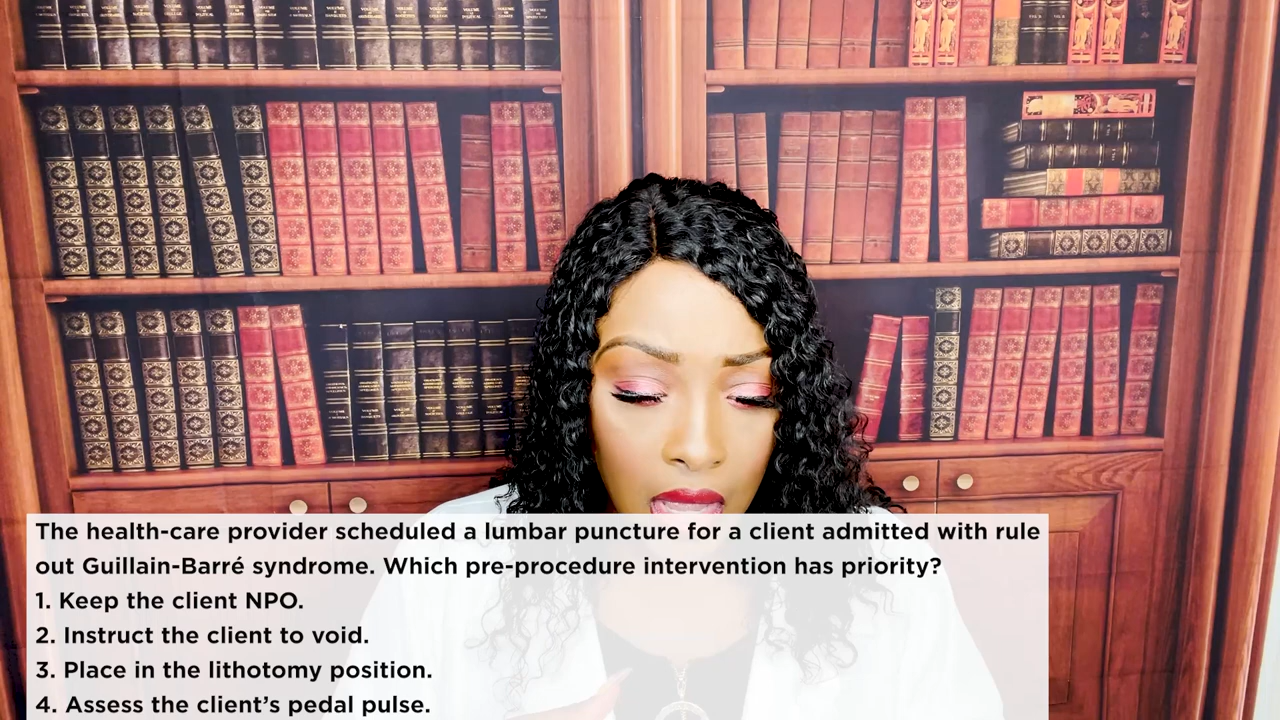 The health-care provider scheduled a lumbar puncture for a client admitted with rule
out Guillain-Barré syndrome. Which pre-procedure intervention has priority?
1. Keep the client NPO.
2. Instruct the client to void.
3. Place in the lithotomy position.
4. Assess the client’s pedal pulse.